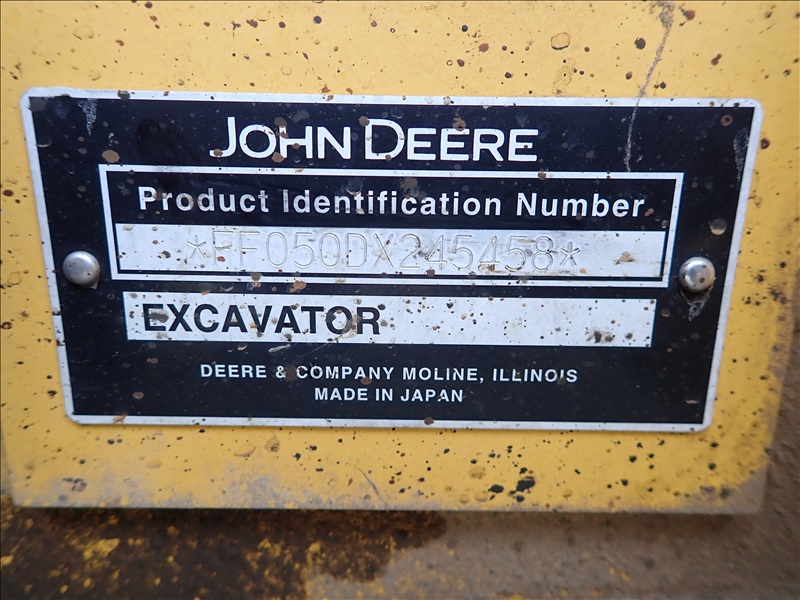 JOHN DEERE
Product Identification Number
*FF050DX245458*
EXCAVATOR
DEERE & COMPANY MOLINE, ILLINOIS
MADE IN JAPAN